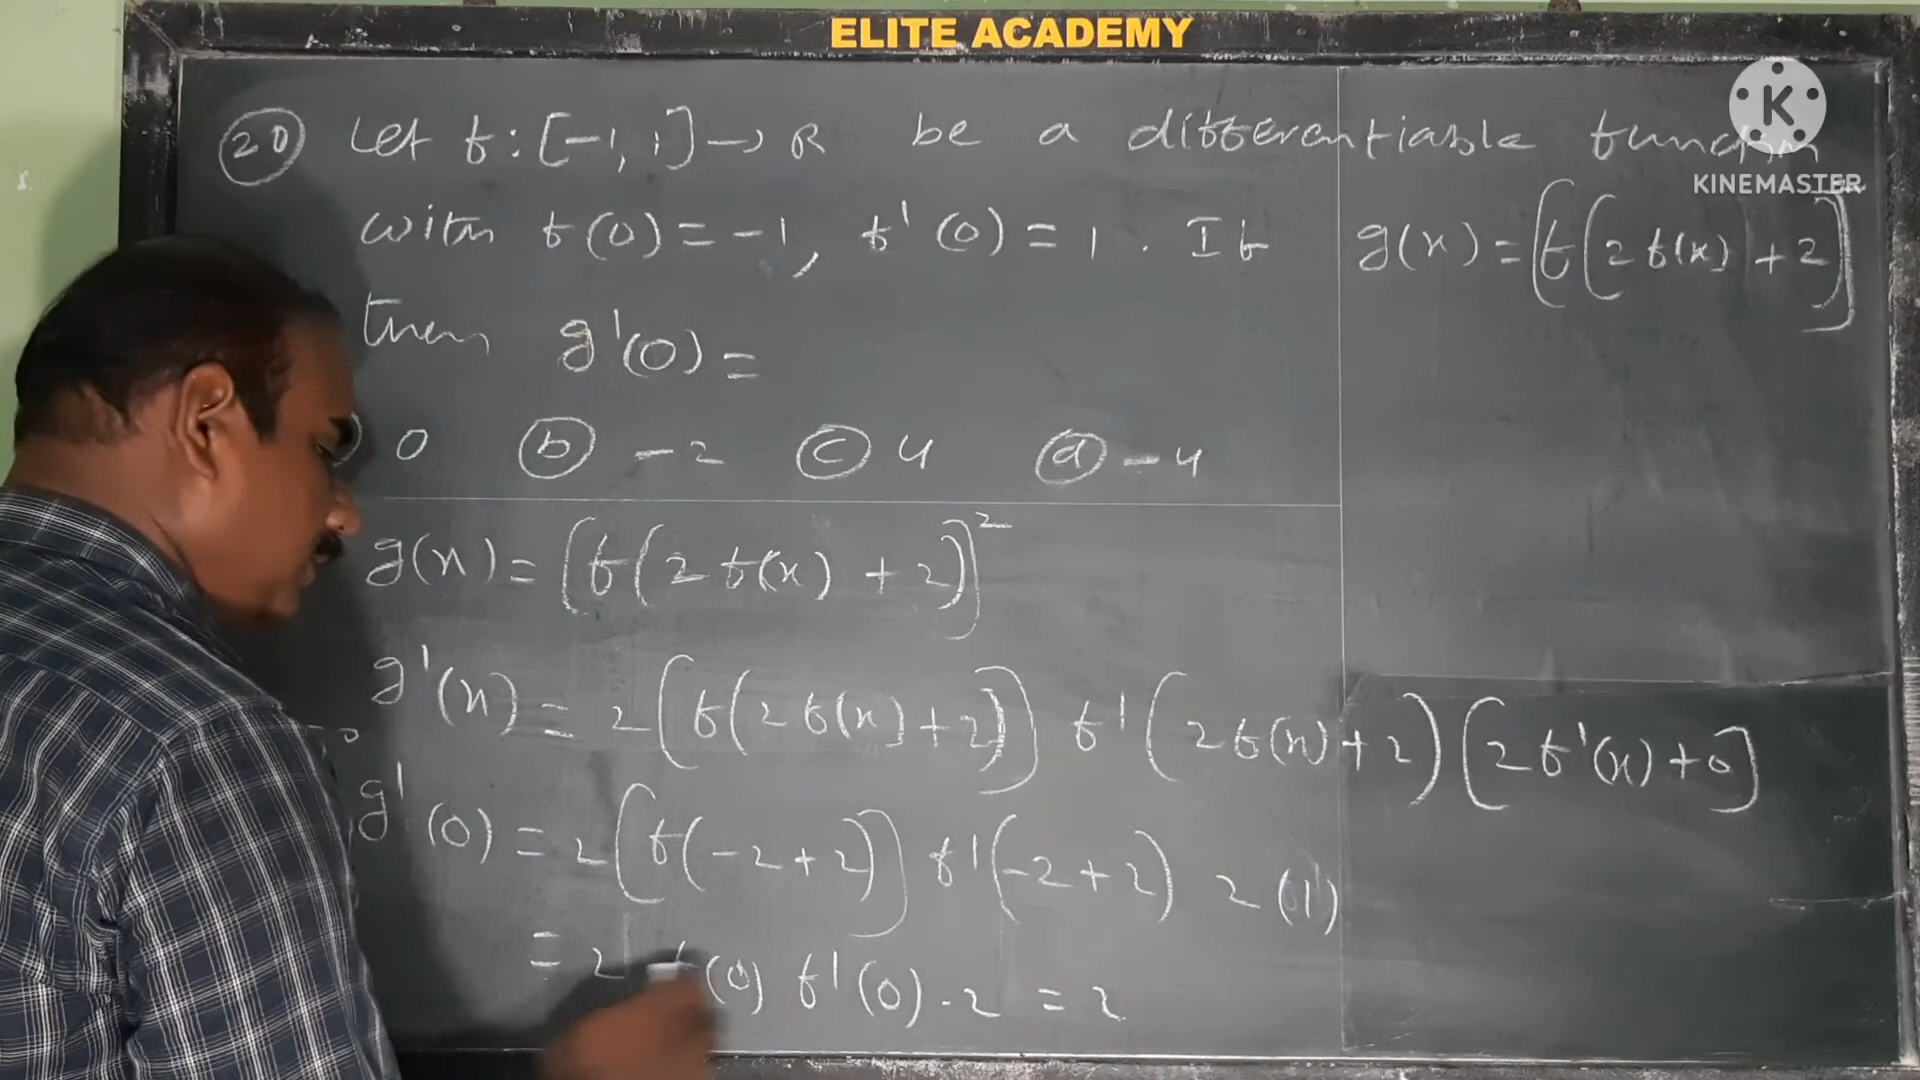 ELITE ACADEMY
K
KINEMASTER
(20) Let f : [-1, 1] → R be a differentiable function
with f(0) = -1, f'(0) = 1 . If g(x) = [f(2f(x) + 2]
then g'(0) =
) 0 (b) -2 (c) 4 (d) -4
g(x) = [f(2f(x) + 2)]²
g'(x) = 2(f(2f(x)+2)) f'(2f(x)+2) [2f'(x)+0]
g'(0) = 2(f(-2+2)) f'(-2+2) 2(1)
= 2 f(0) f'(0) . 2 = 2